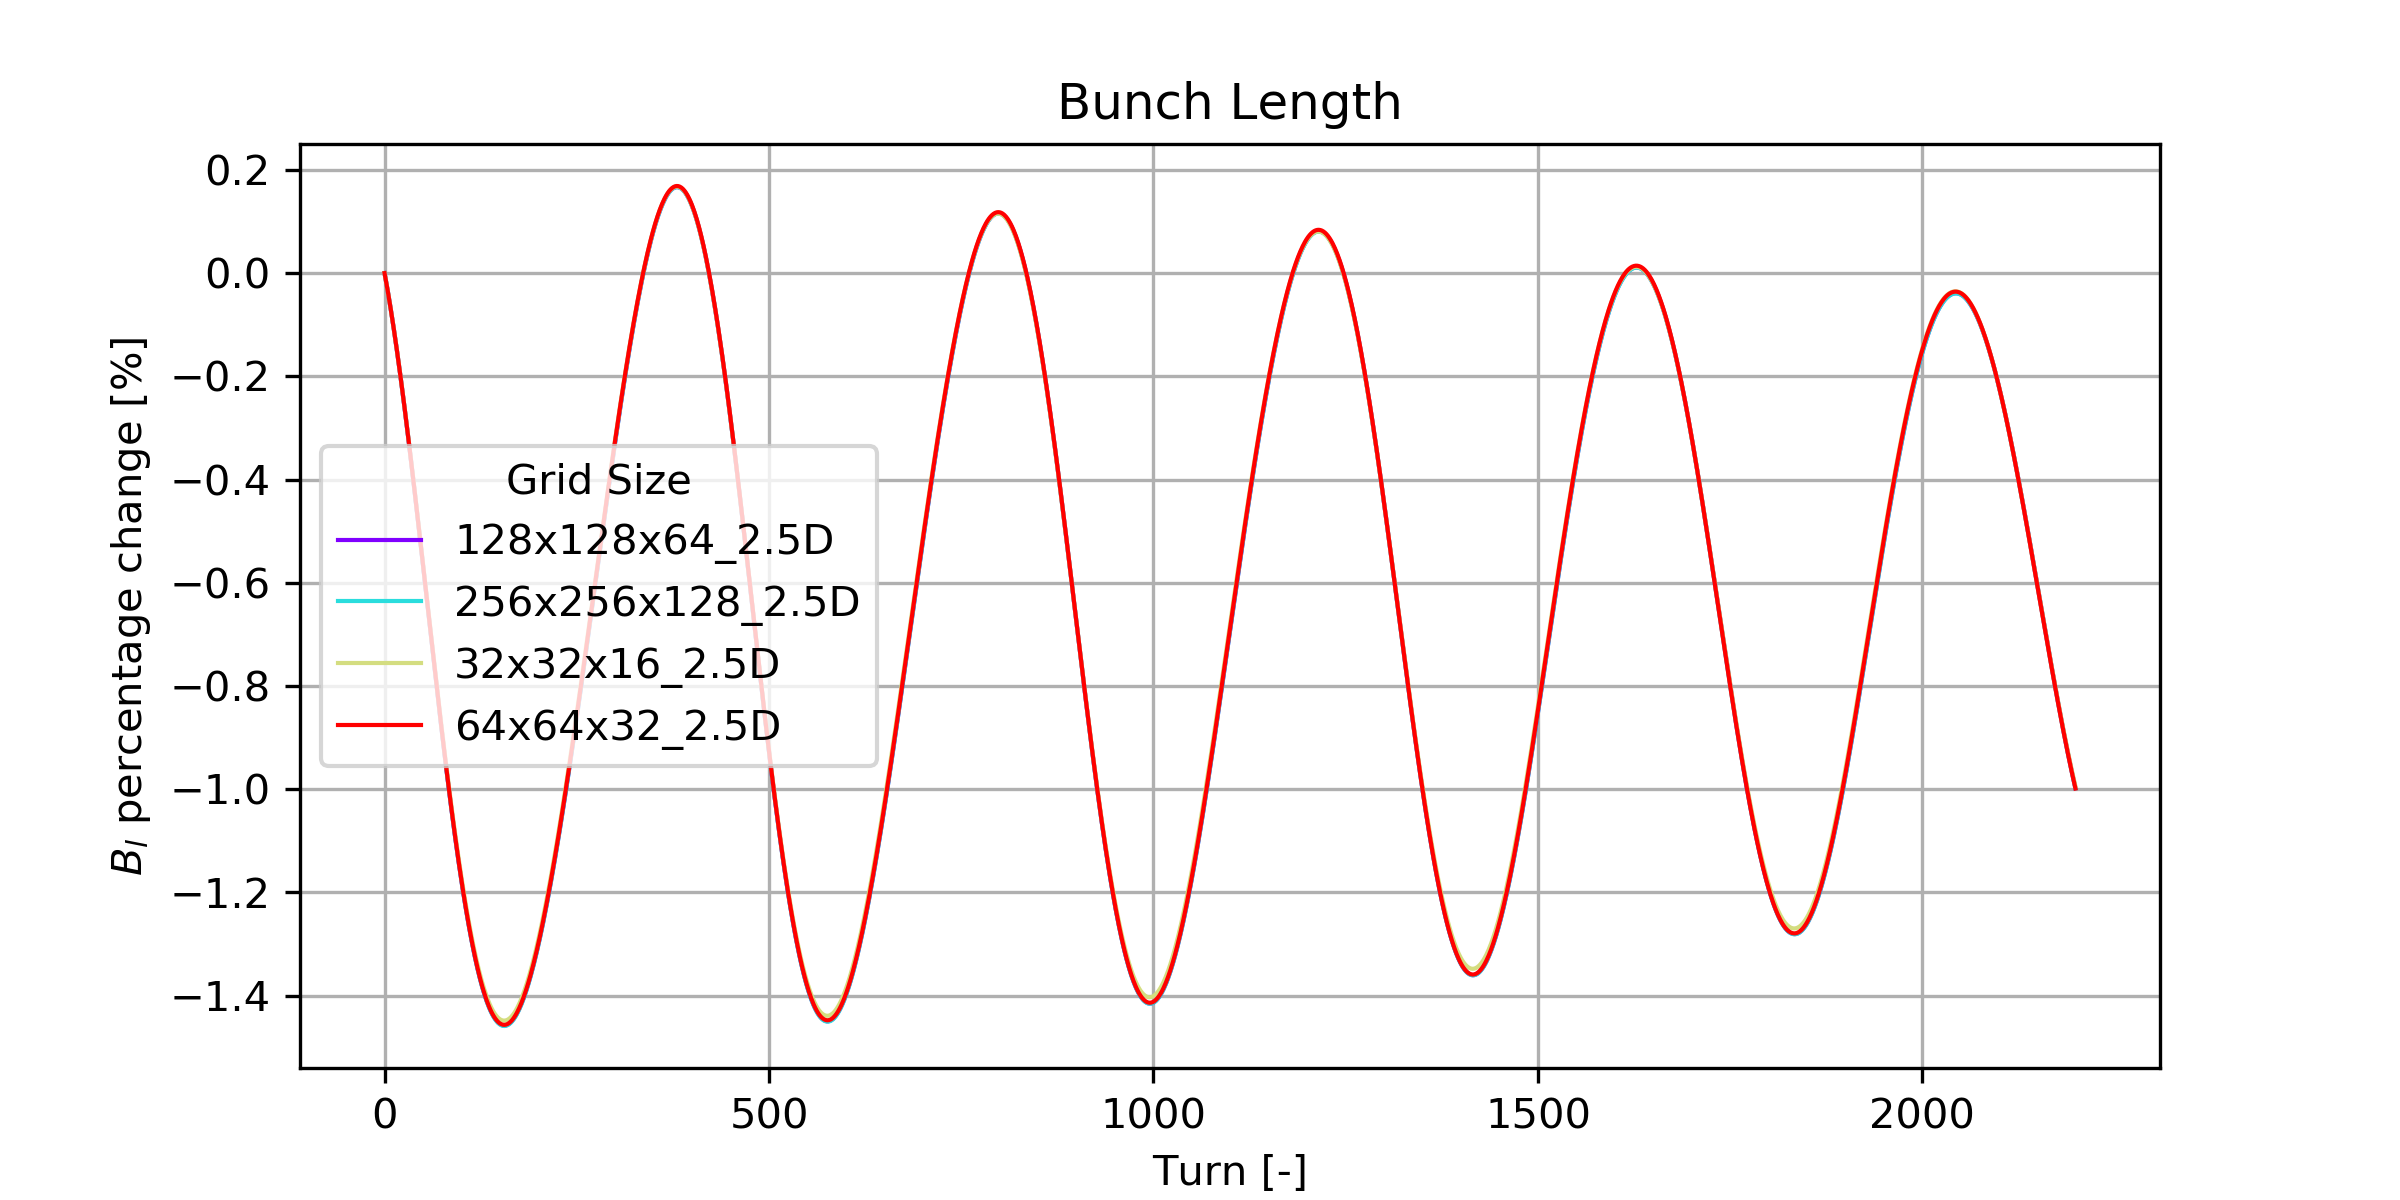 Bunch Length
0.2
0.0
−0.2
−0.4
−0.6
−0.8
−1.0
−1.2
−1.4
B_l percentage change [%]
Grid Size
128x128x64_2.5D
256x256x128_2.5D
32x32x16_2.5D
64x64x32_2.5D
0 500 1000 1500 2000
Turn [-]